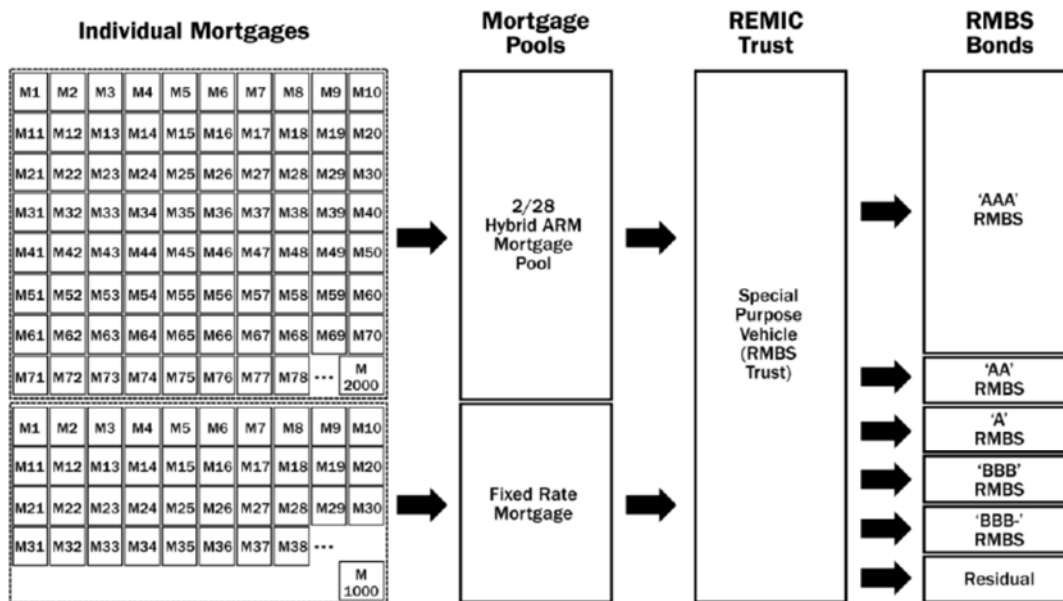 Individual Mortgages
Mortgage
Pools
REMIC
Trust
RMBS
Bonds
M1 M2 M3 M4 M5 M6 M7 M8 M9 M10
M11 M12 M13 M14 M15 M16 M17 M18 M19 M20
M21 M22 M23 M24 M25 M26 M27 M28 M29 M30
M31 M32 M33 M34 M35 M36 M37 M38 M39 M40
M41 M42 M43 M44 M45 M46 M47 M48 M49 M50
M51 M52 M53 M54 M55 M56 M57 M58 M59 M60
M61 M62 M63 M64 M65 M66 M67 M68 M69 M70
M71 M72 M73 M74 M75 M76 M77 M78 ··· M
2000
M1 M2 M3 M4 M5 M6 M7 M8 M9 M10
M11 M12 M13 M14 M15 M16 M17 M18 M19 M20
M21 M22 M23 M24 M25 M26 M27 M28 M29 M30
M31 M32 M33 M34 M35 M36 M37 M38 ···
M
1000
2/28
Hybrid ARM
Mortgage
Pool
Fixed Rate
Mortgage
Special
Purpose
Vehicle
(RMBS
Trust)
‘AAA’
RMBS
‘AA’
RMBS
‘A’
RMBS
‘BBB’
RMBS
‘BBB-’
RMBS
Residual